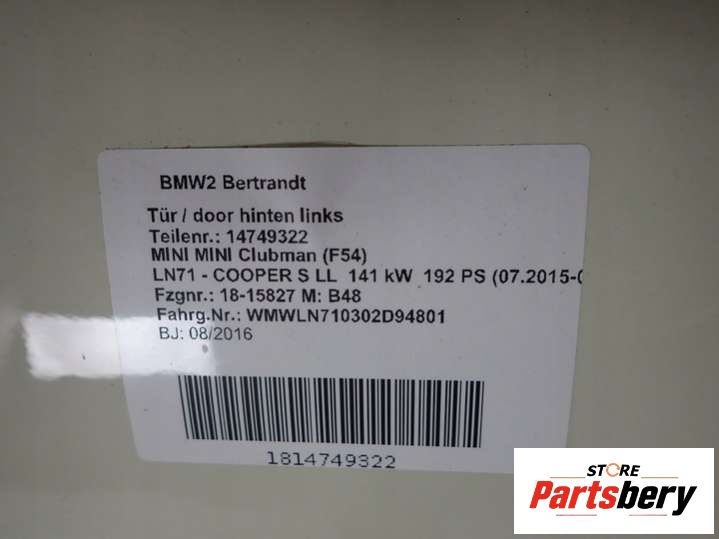 BMW2 Bertrandt
Tür / door hinten links
Teilenr.: 14749322
MINI MINI Clubman (F54)
LN71 - COOPER S LL 141 kW 192 PS (07.2015-0
Fzgnr.: 18-15827 M: B48
Fahrg.Nr.: WMWLN710302D94801
BJ: 08/2016
1814749322
STORE
Partsbery